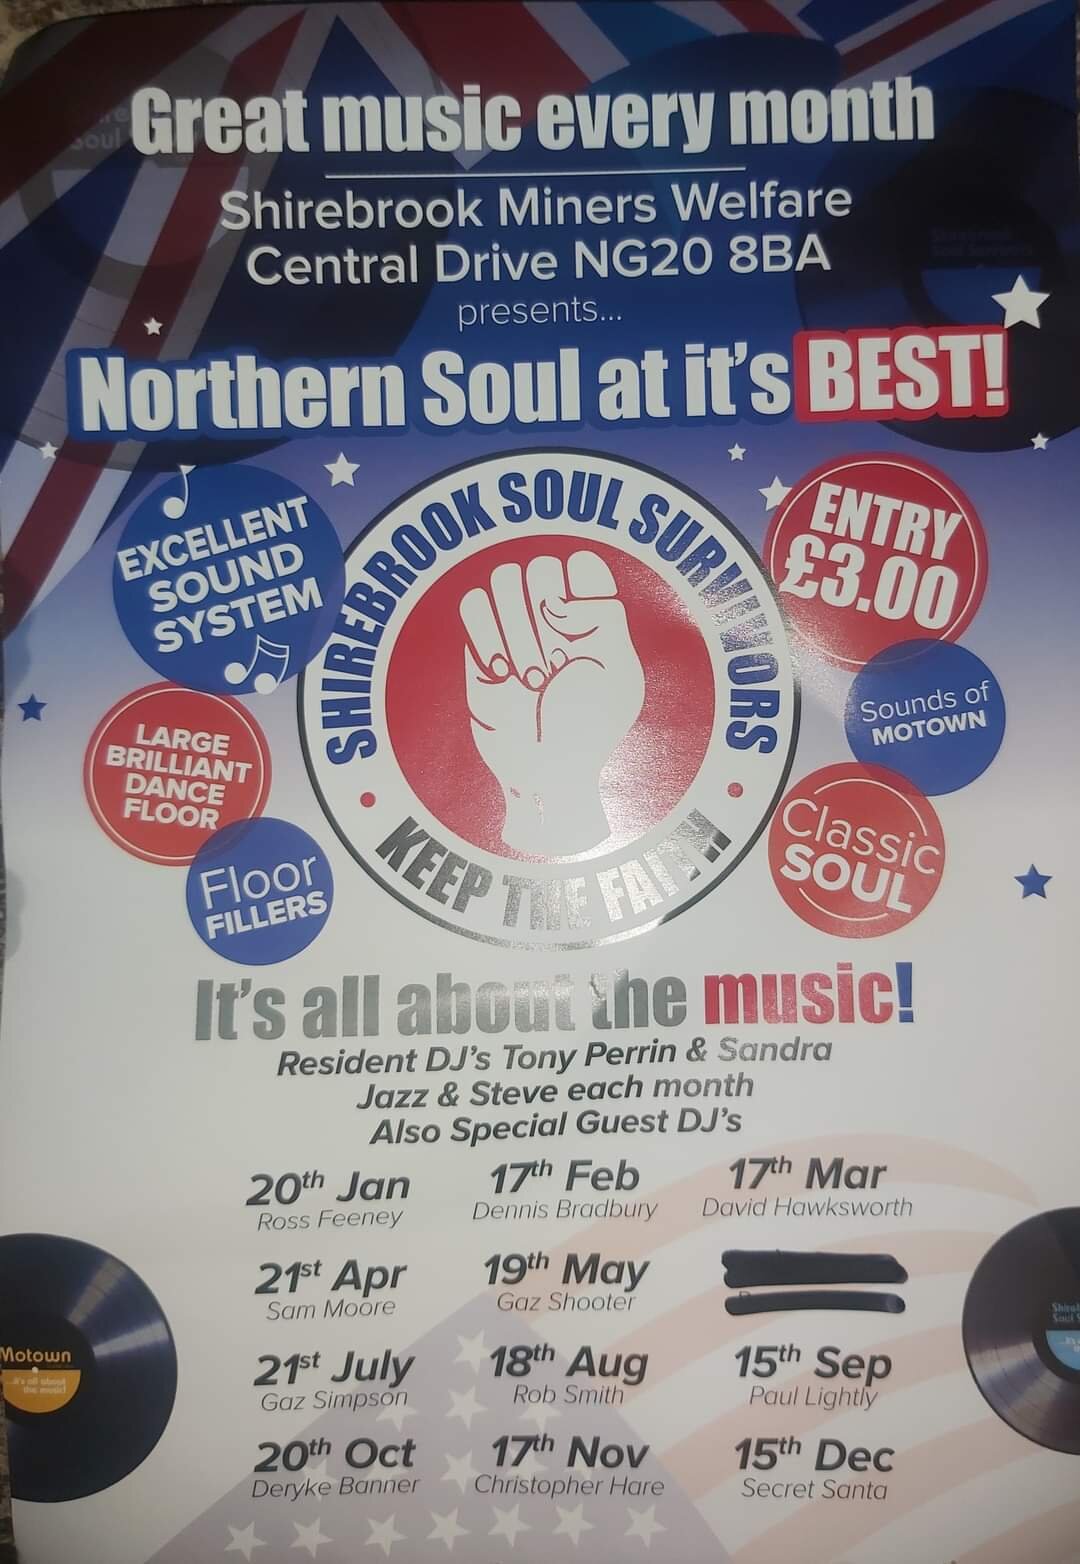 Great music every month
Shirebrook Miners Welfare
Central Drive NG20 8BA
presents...
Northern Soul at it's BEST!
EXCELLENT
SOUND
SYSTEM
SHIREBROOK SOUL SURVIVORS
KEEP THE FAITH
ENTRY
£3.00
Sounds of
MOTOWN
LARGE
BRILLIANT
DANCE
FLOOR
Classic
SOUL
Floor
FILLERS
It's all about the music!
Resident DJ's Tony Perrin & Sandra
Jazz & Steve each month
Also Special Guest DJ's
20th Jan
Ross Feeney
17th Feb
Dennis Bradbury
17th Mar
David Hawksworth
21st Apr
Sam Moore
19th May
Gaz Shooter
21st July
Gaz Simpson
18th Aug
Rob Smith
15th Sep
Paul Lightly
20th Oct
Deryke Banner
17th Nov
Christopher Hare
15th Dec
Secret Santa
Motown
...it's all about
the music!